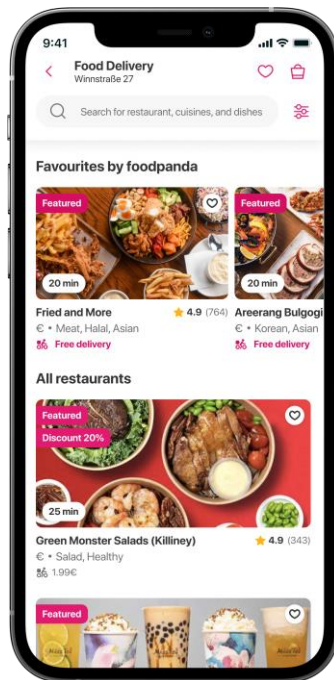 9:41
Food Delivery
Winnstraße 27
Search for restaurant, cuisines, and dishes
Favourites by foodpanda
Featured
Featured
20 min
20 min
Fried and More
4.9 (764)
Areerang Bulgogi
€ • Meat, Halal, Asian
€ • Korean, Asian
Free delivery
Free delivery
All restaurants
Featured
Discount 20%
25 min
Green Monster Salads (Killiney)
4.9 (343)
€ • Salad, Healthy
1.99€
Featured